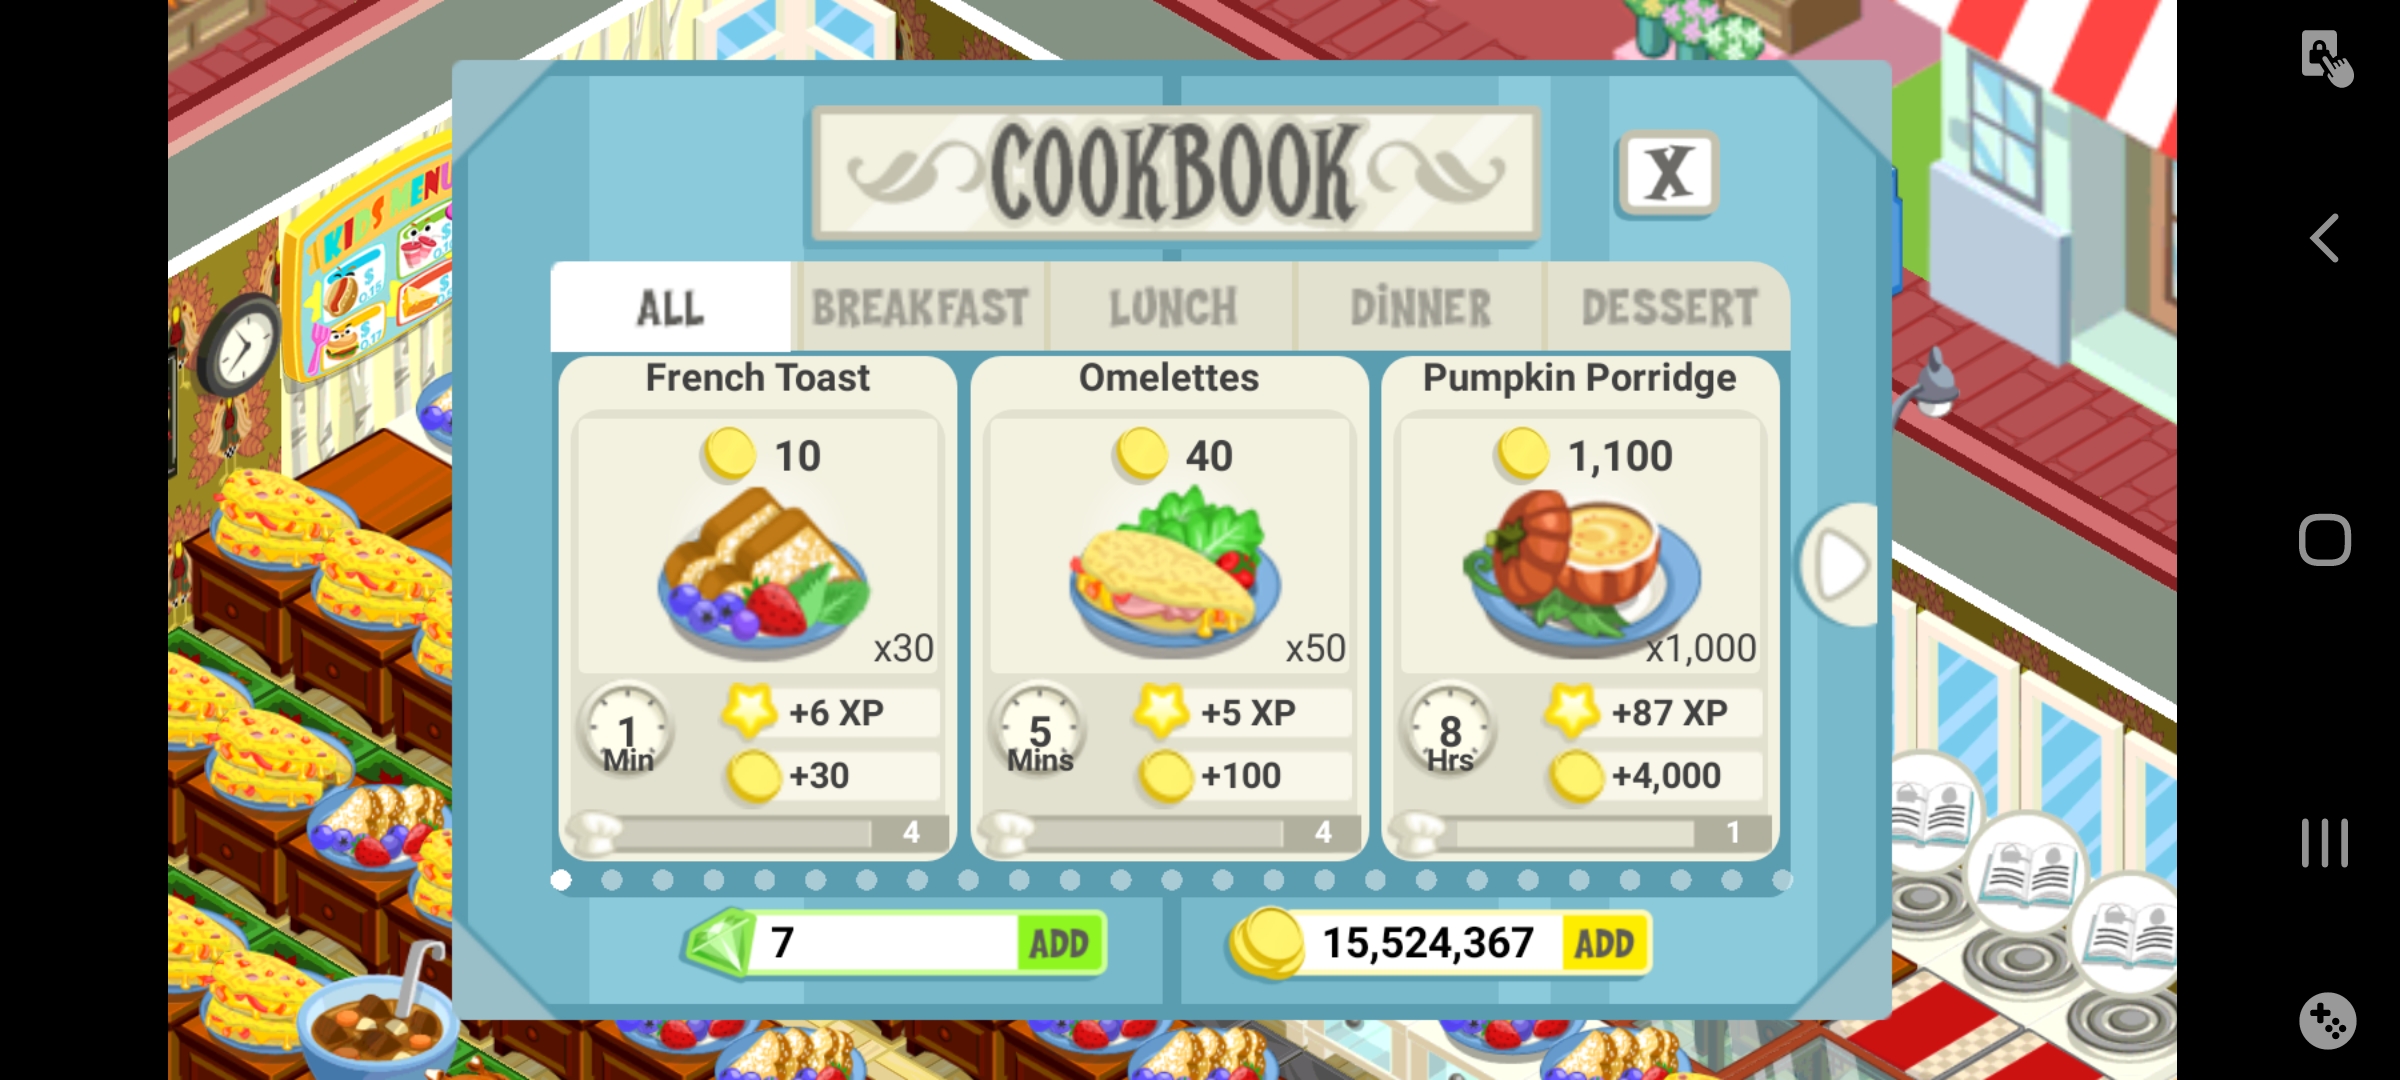 COOKBOOK
X
ALL
BREAKFAST
LUNCH
DINNER
DESSERT
French Toast
10
x30
1
Min
+6 XP
+30
4
Omelettes
40
x50
5
Mins
+5 XP
+100
4
Pumpkin Porridge
1,100
x1,000
8
Hrs
+87 XP
+4,000
1
7
ADD
15,524,367
ADD
KIDS MENU